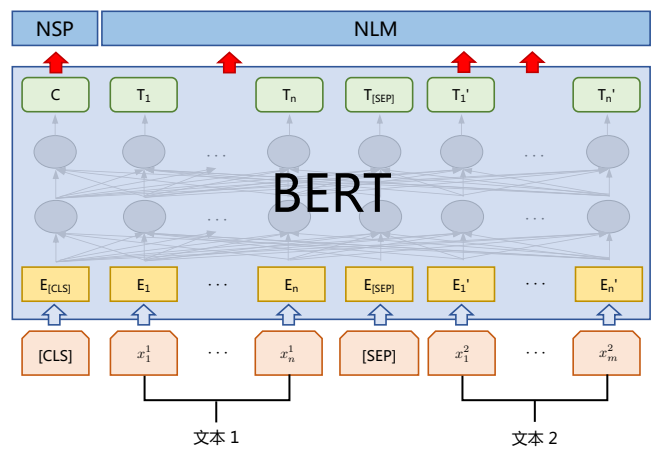 NSP NLM
C T₁ Tₙ T[SEP] T₁' Tₙ'
...  ...
BERT
...  ...
E[CLS] E₁ ... Eₙ E[SEP] E₁' ... Eₙ'
[CLS] x₁¹ ... xₙ¹ [SEP] x₁² ... xₘ²
文本 1 文本 2